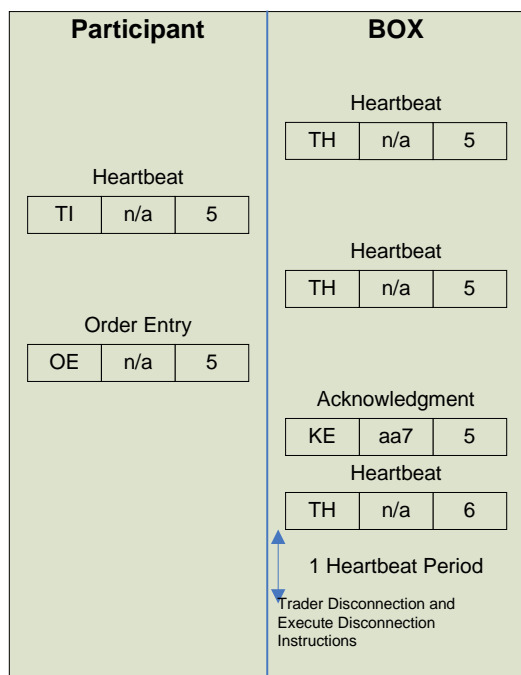 Participant BOX
Heartbeat
TH n/a 5
Heartbeat
TI n/a 5
Heartbeat
TH n/a 5
Order Entry
OE n/a 5
Acknowledgment
KE aa7 5
Heartbeat
TH n/a 6
1 Heartbeat Period
Trader Disconnection and
Execute Disconnection
Instructions